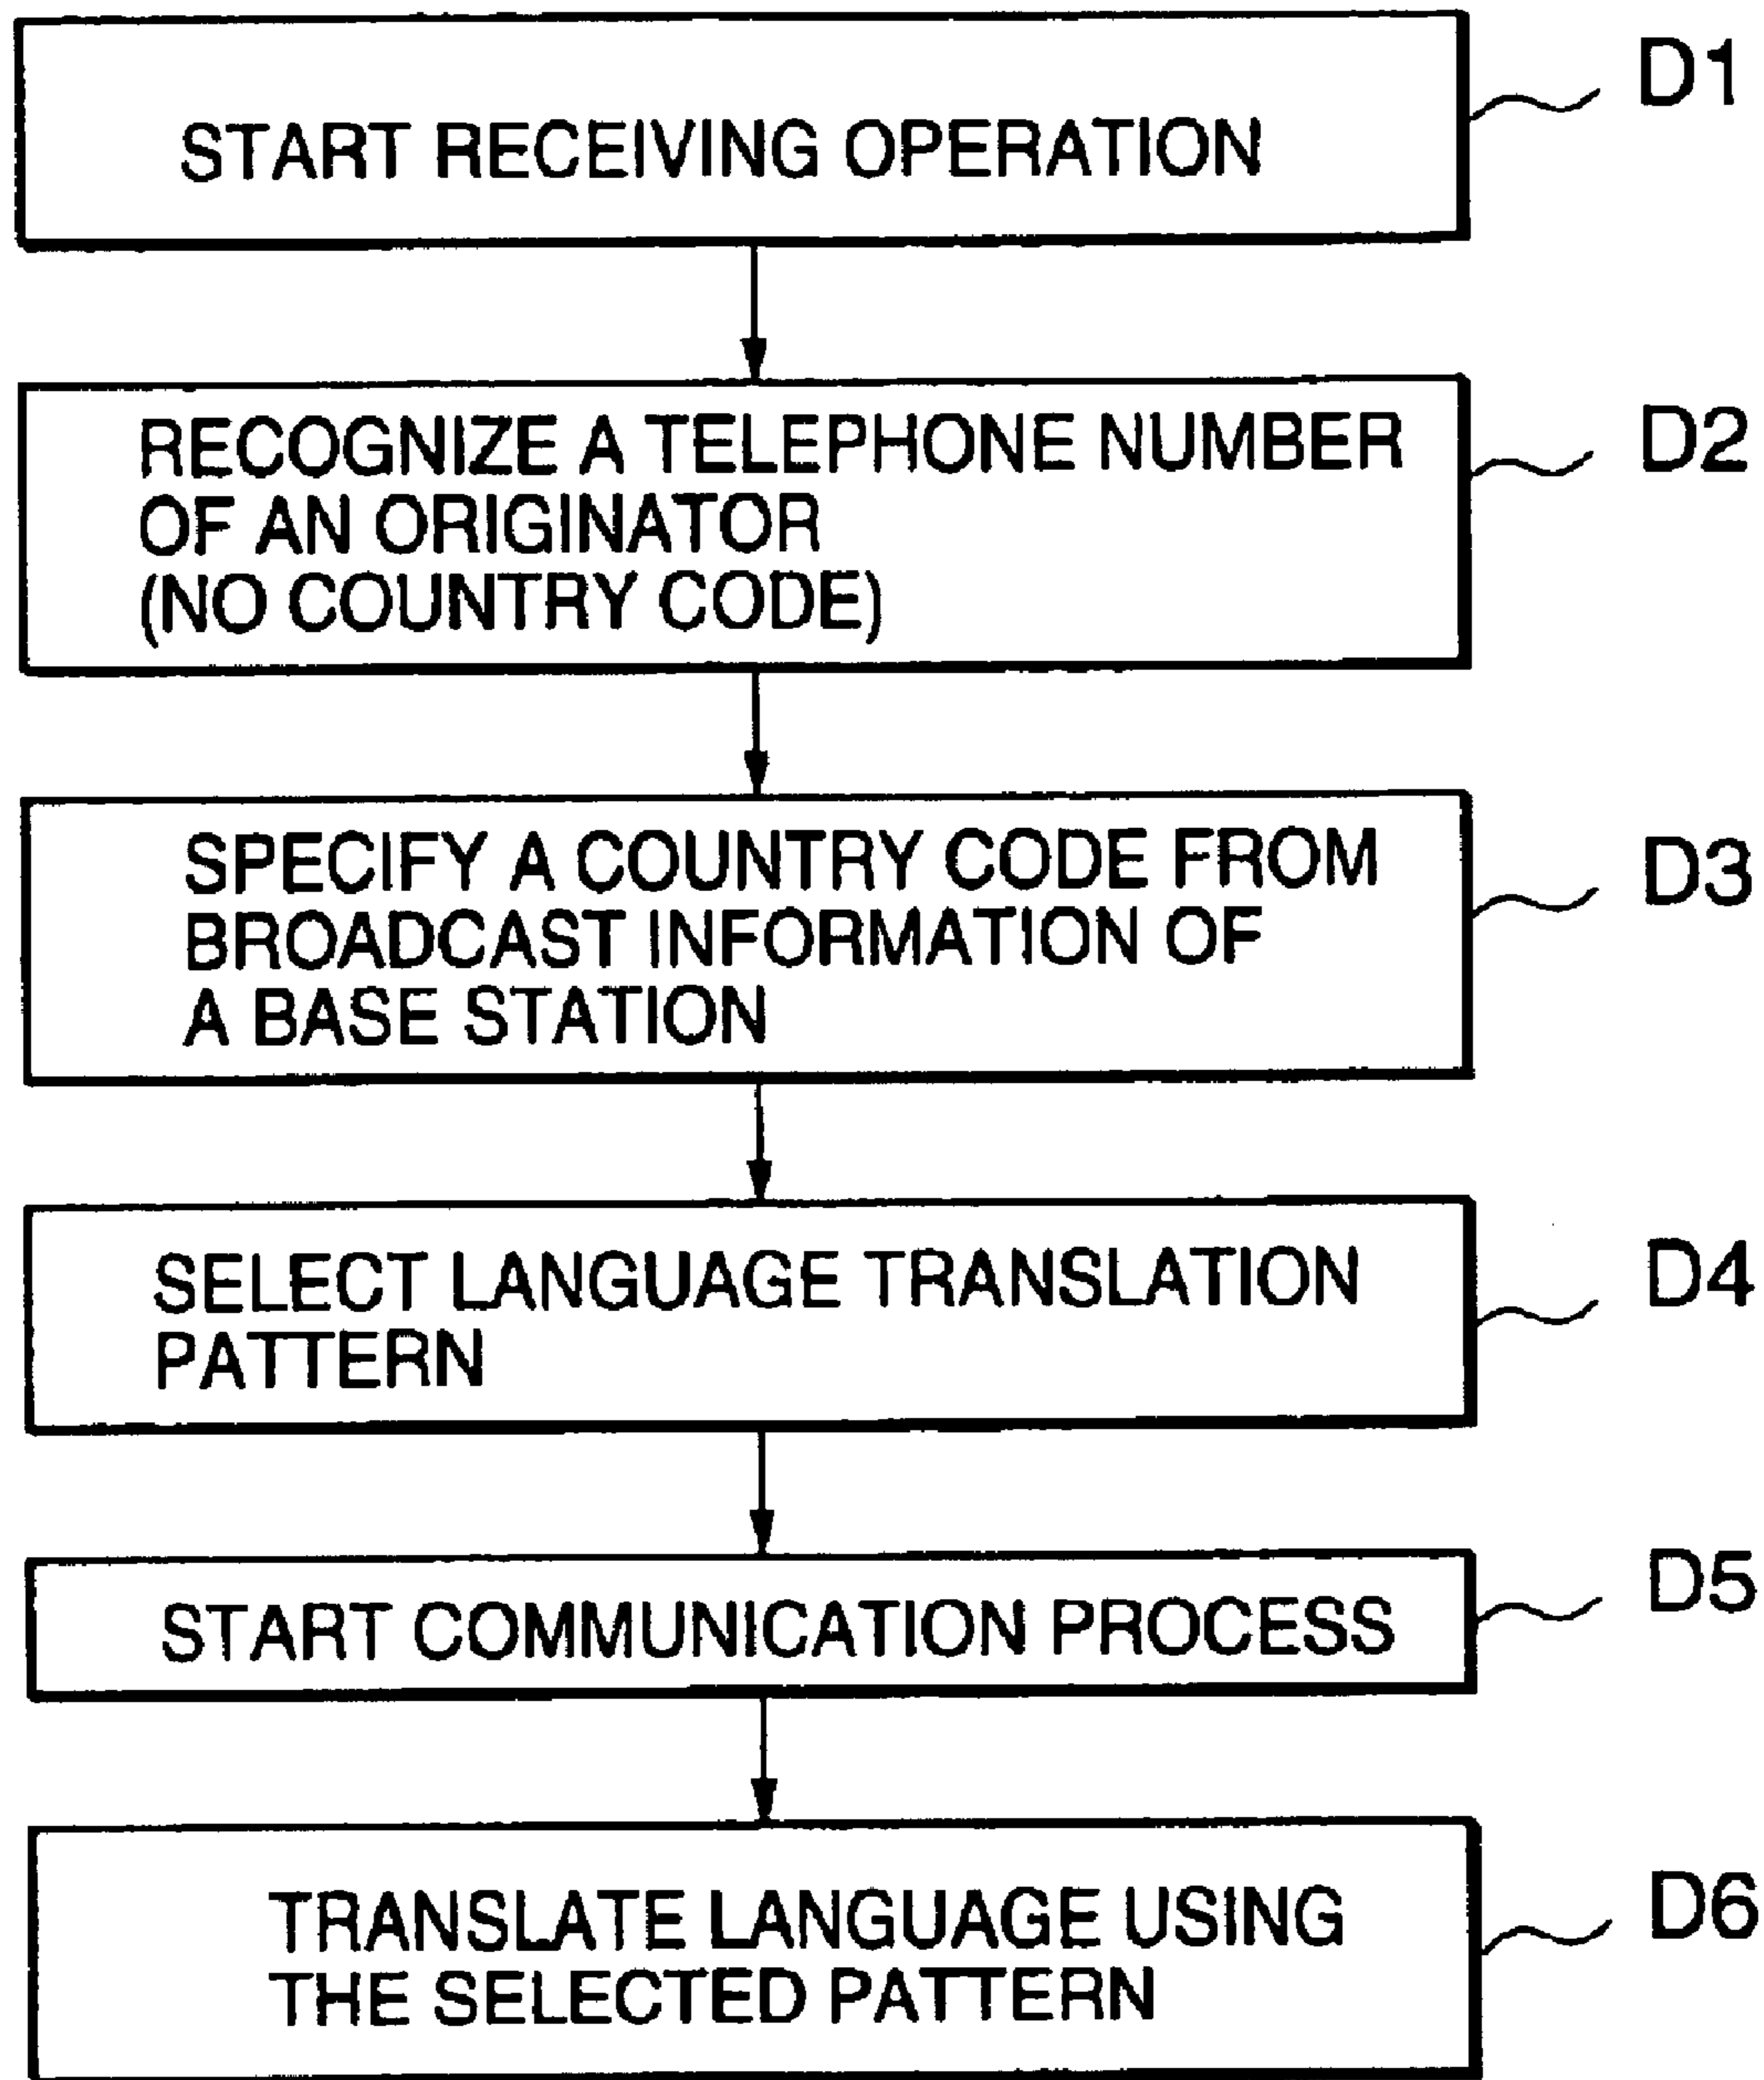 START RECEIVING OPERATION
D1
RECOGNIZE A TELEPHONE NUMBER
OF AN ORIGINATOR
(NO COUNTRY CODE)
D2
SPECIFY A COUNTRY CODE FROM
BROADCAST INFORMATION OF
A BASE STATION
D3
SELECT LANGUAGE TRANSLATION
PATTERN
D4
START COMMUNICATION PROCESS
D5
TRANSLATE LANGUAGE USING
THE SELECTED PATTERN
D6